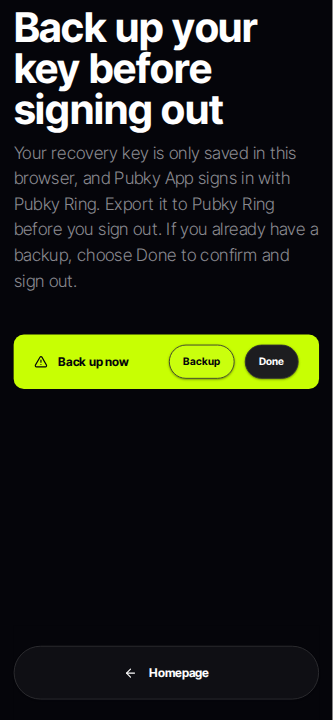 Back up your
key before
signing out
Your recovery key is only saved in this
browser, and Pubky App signs in with
Pubky Ring. Export it to Pubky Ring
before you sign out. If you already have a
backup, choose Done to confirm and
sign out.
Back up now
Backup
Done
Homepage